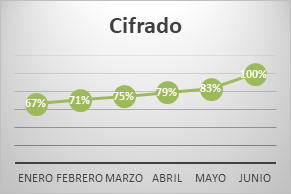 Cifrado
67% 71% 75% 79% 83% 100%
ENERO FEBRERO MARZO ABRIL MAYO JUNIO